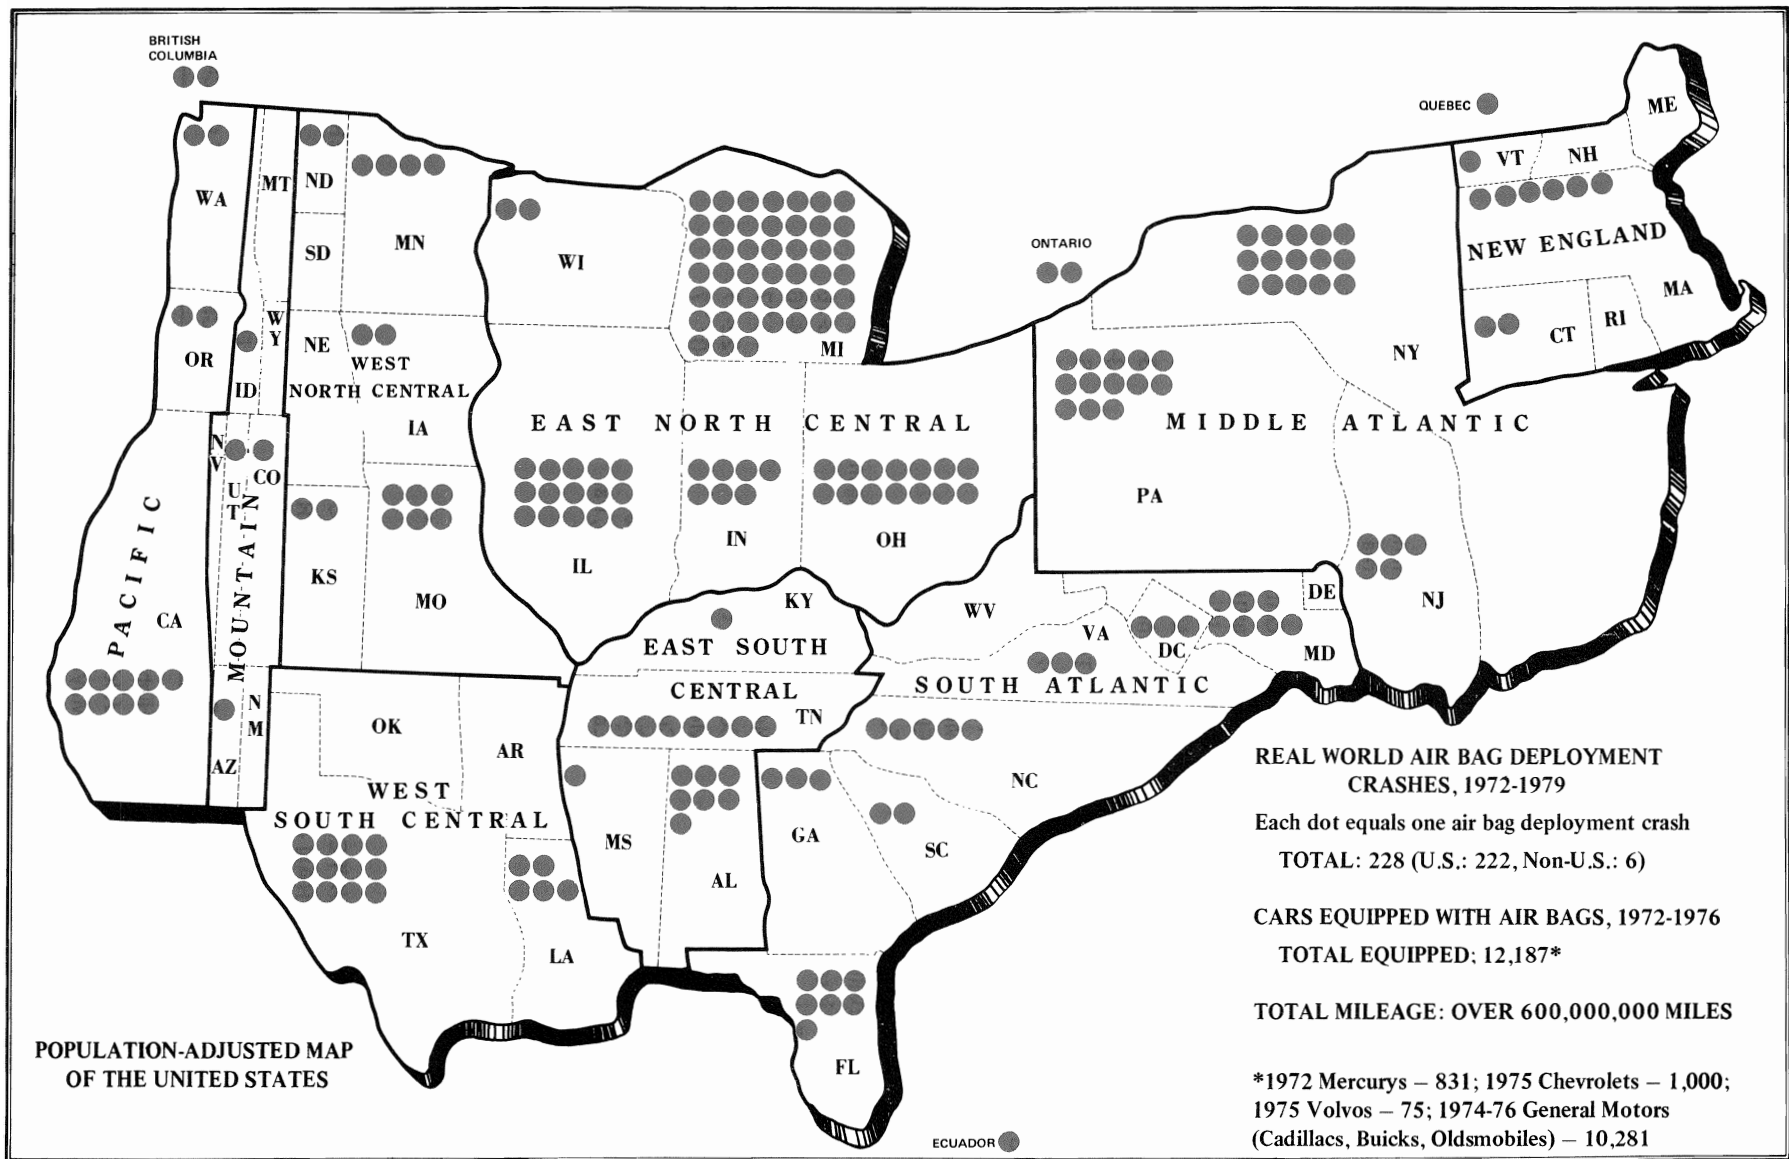 BRITISH
COLUMBIA
QUEBEC
ME
VT
NH
WA
MT
ND
MN
SD
WI
ONTARIO
NEW ENGLAND
MA
OR
ID
WY
NE
WEST
NORTH CENTRAL
IA
MI
NY
CT
RI
EAST NORTH CENTRAL
MIDDLE ATLANTIC
NV
UT
CO
PACIFIC
MOUNTAIN
CA
KS
MO
IL
IN
OH
PA
NJ
KY
WV
VA
DC
DE
MD
EAST SOUTH
CENTRAL
TN
SOUTH ATLANTIC
NM
AZ
OK
AR
WEST
SOUTH CENTRAL
TX
LA
MS
AL
GA
SC
NC
FL
ECUADOR
POPULATION-ADJUSTED MAP
OF THE UNITED STATES
REAL WORLD AIR BAG DEPLOYMENT
CRASHES, 1972-1979
Each dot equals one air bag deployment crash
TOTAL: 228 (U.S.: 222, Non-U.S.: 6)
CARS EQUIPPED WITH AIR BAGS, 1972-1976
TOTAL EQUIPPED: 12,187*
TOTAL MILEAGE: OVER 600,000,000 MILES
*1972 Mercurys – 831; 1975 Chevrolets – 1,000;
1975 Volvos – 75; 1974-76 General Motors
(Cadillacs, Buicks, Oldsmobiles) – 10,281